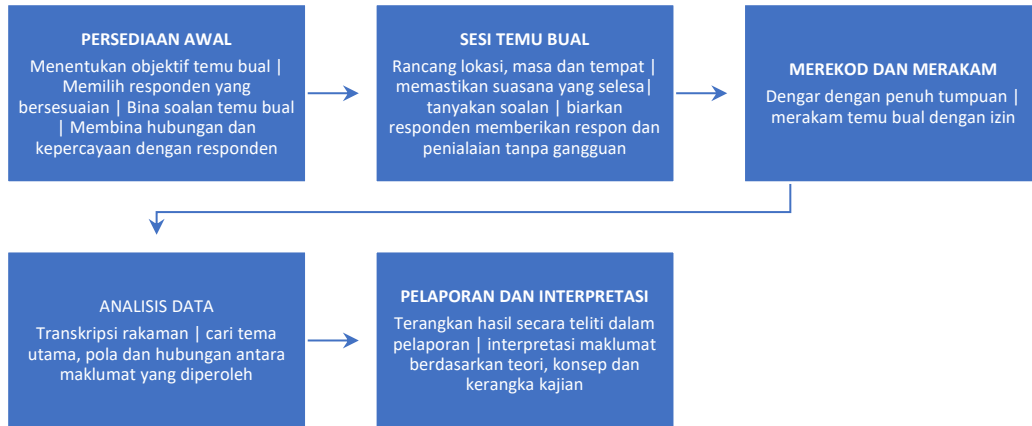 PERSEDIAAN AWAL
Menentukan objektif temu bual |
Memilih responden yang
bersesuaian | Bina soalan temu bual
| Membina hubungan dan
kepercayaan dengan responden
SESI TEMU BUAL
Rancang lokasi, masa dan tempat |
memastikan suasana yang selesa|
tanyakan soalan | biarkan
responden memberikan respon dan
penialaian tanpa gangguan
MEREKOD DAN MERAKAM
Dengar dengan penuh tumpuan |
merakam temu bual dengan izin
ANALISIS DATA
Transkripsi rakaman | cari tema
utama, pola dan hubungan antara
maklumat yang diperoleh
PELAPORAN DAN INTERPRETASI
Terangkan hasil secara teliti dalam
pelaporan | interpretasi maklumat
berdasarkan teori, konsep dan
kerangka kajian